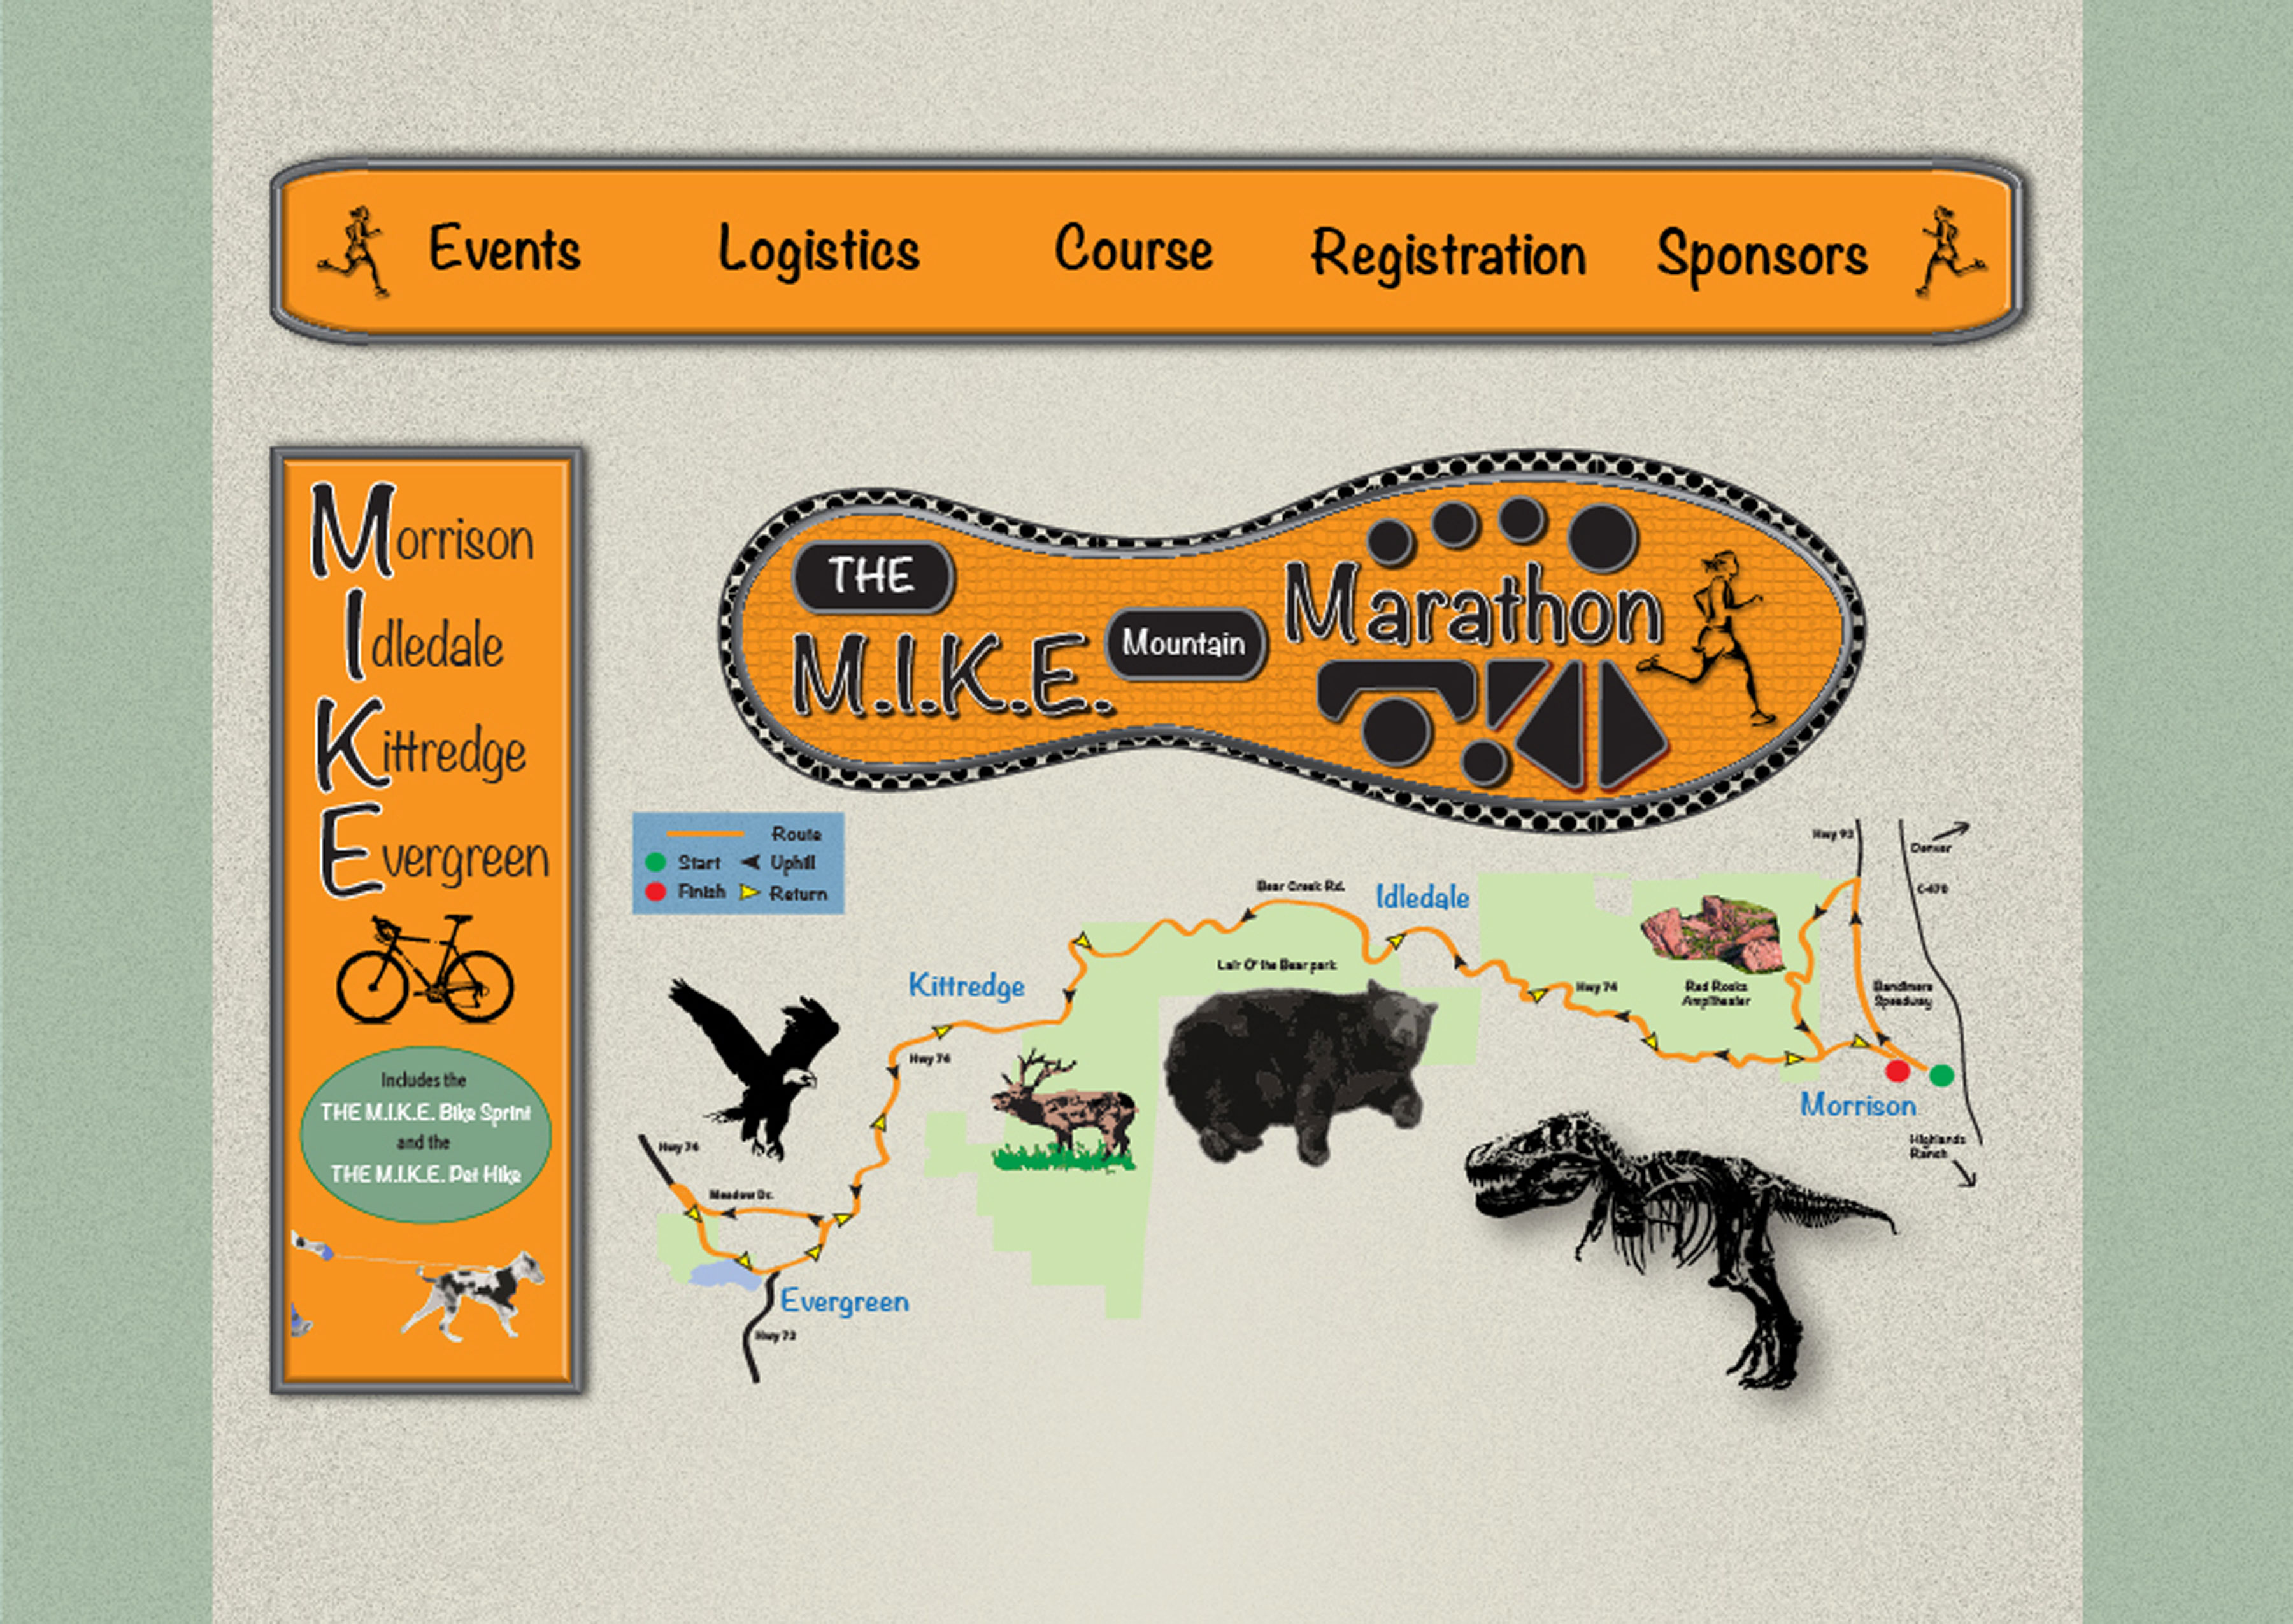 Events Logistics Course Registration Sponsors
Morrison
Idledale
Kittredge
Evergreen
Includes the
THE M.I.K.E. Bike Sprint
and the
THE M.I.K.E. Pet Hike
THE
M.I.K.E.
Mountain
Marathon
Route
Start Uphill
Finish Return
Hwy 93
Denver
C-470
Bear Creek Rd.
Idledale
Lair O' the Bear park
Kittredge
Hwy 74
Red Rocks
Ampitheater
Bandimere
Speedway
Hwy 74
Morrison
Highlands
Ranch
Hwy 74
Meadow Dr.
Evergreen
Hwy 73